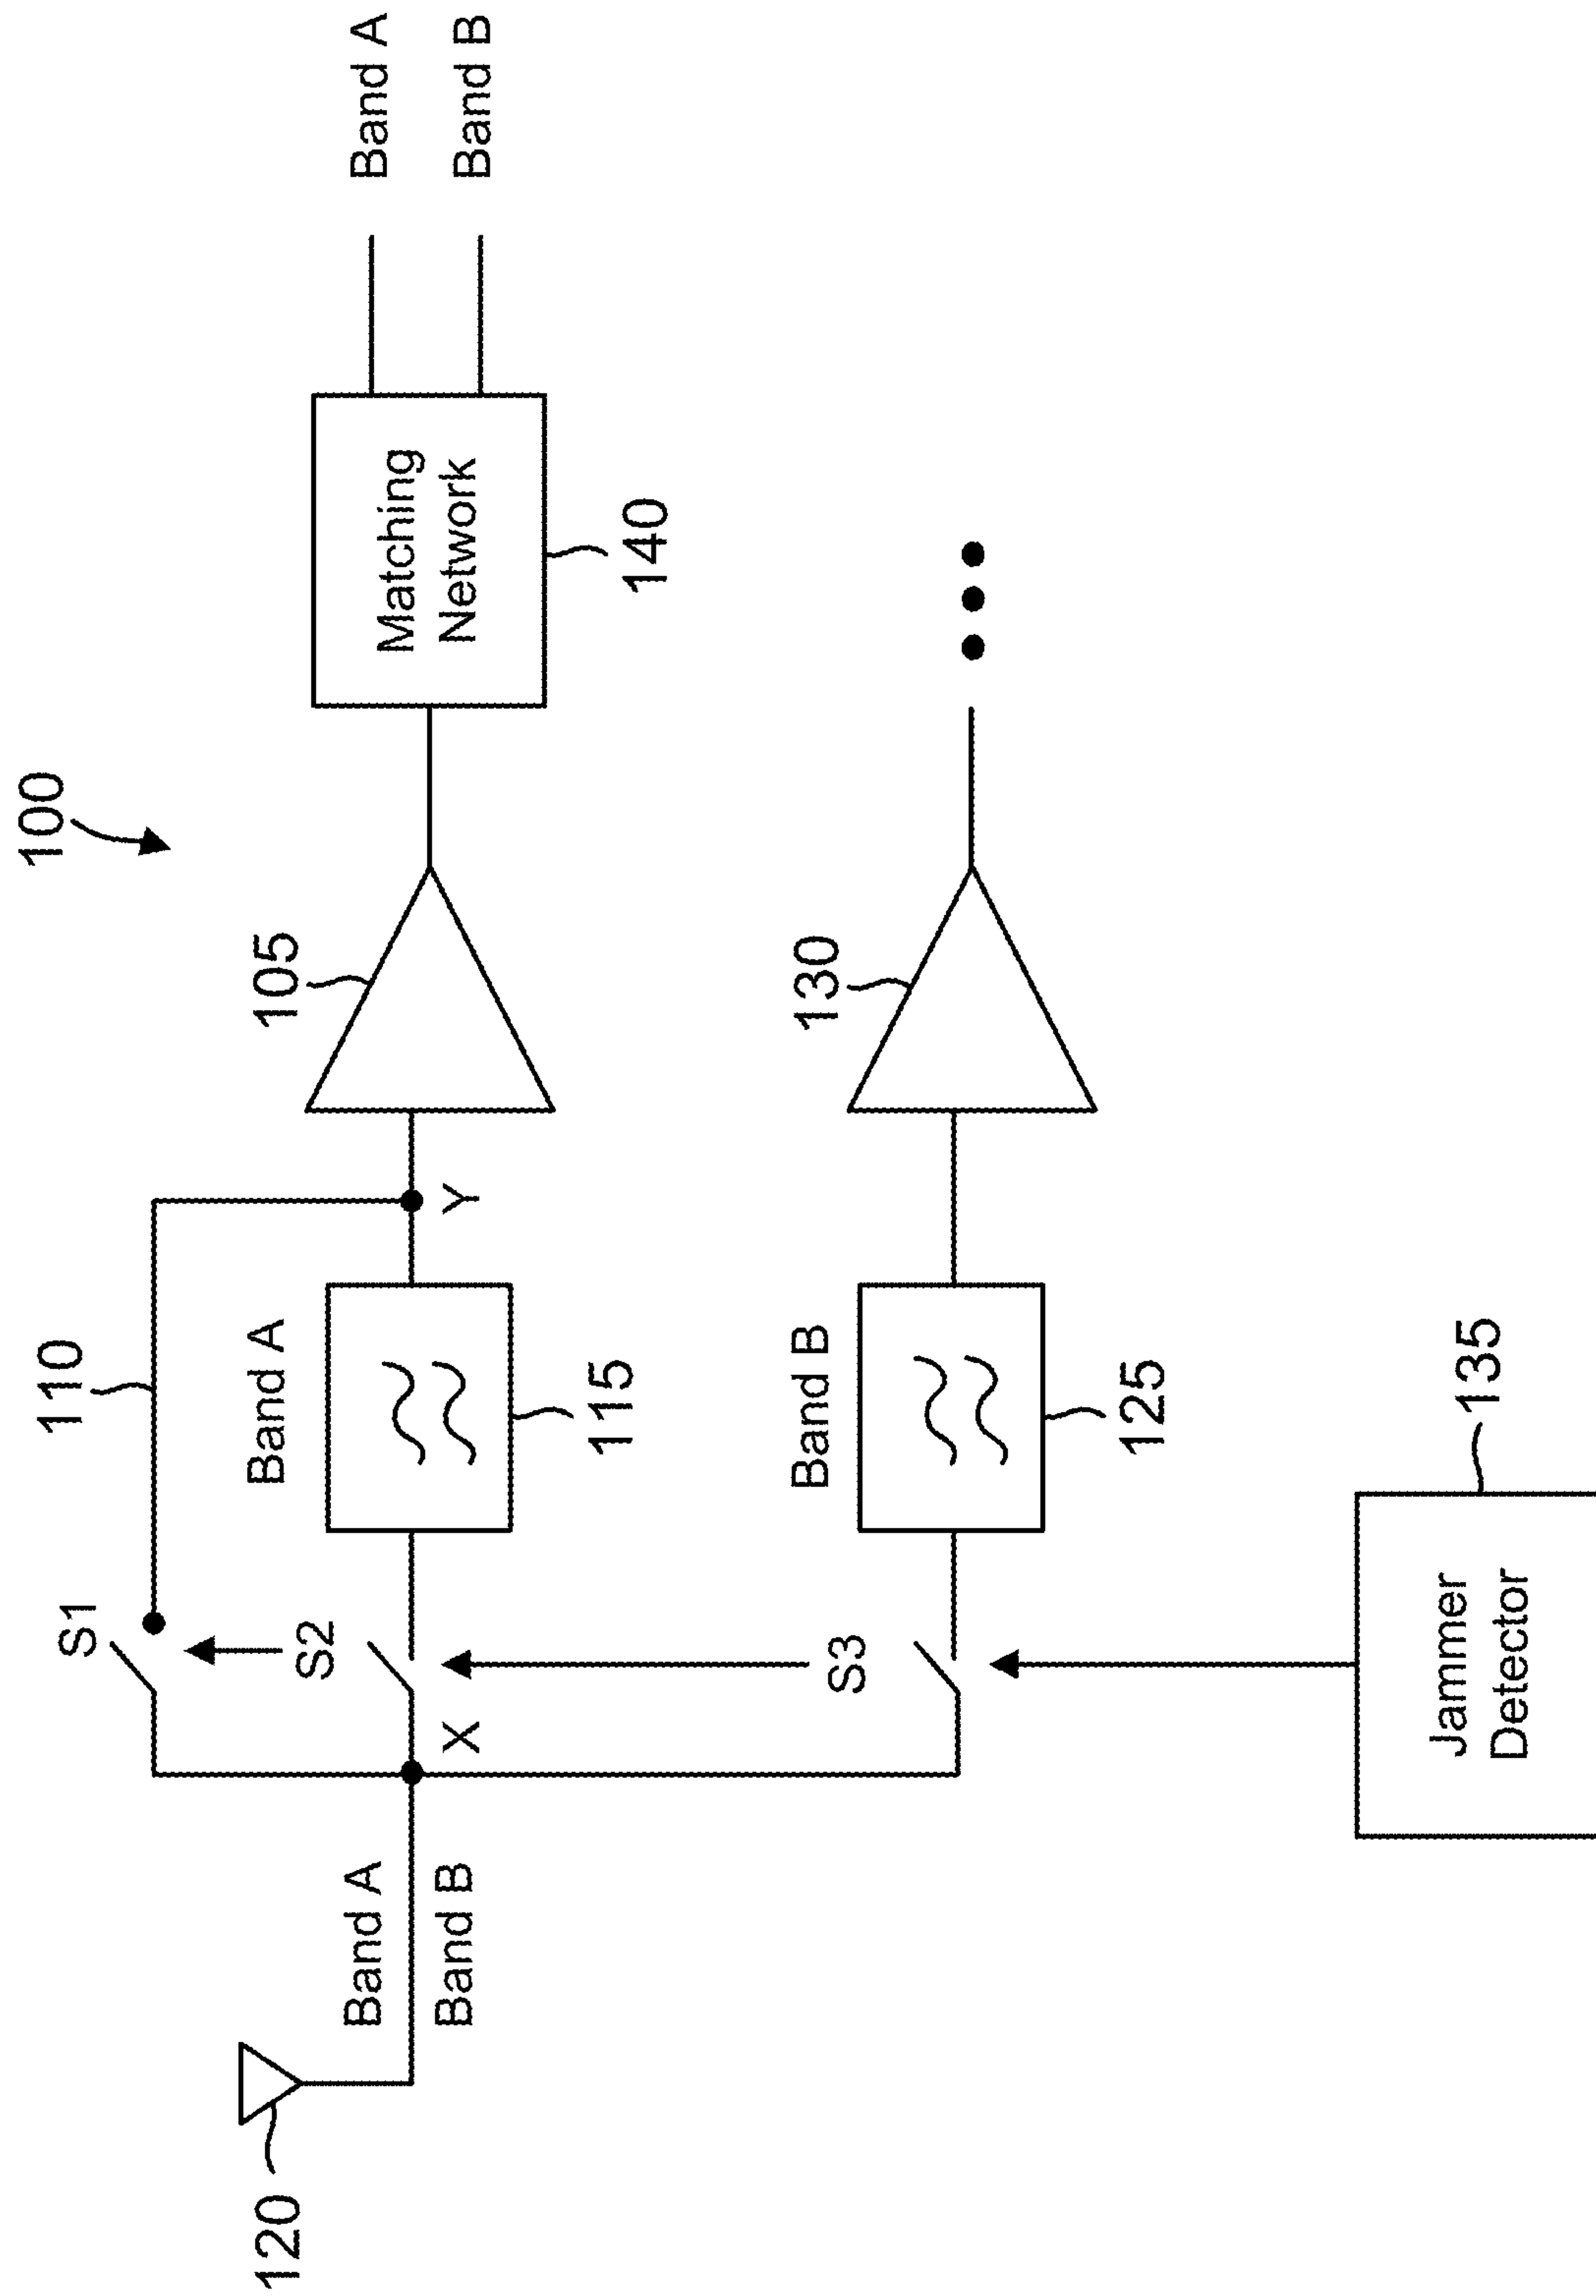 100
110
S1
Band A
105
Band A
Band B
120
Band A
Band B
X
S2
115
Y
Matching
Network
140
S3
Band B
125
130
Jammer
Detector
135